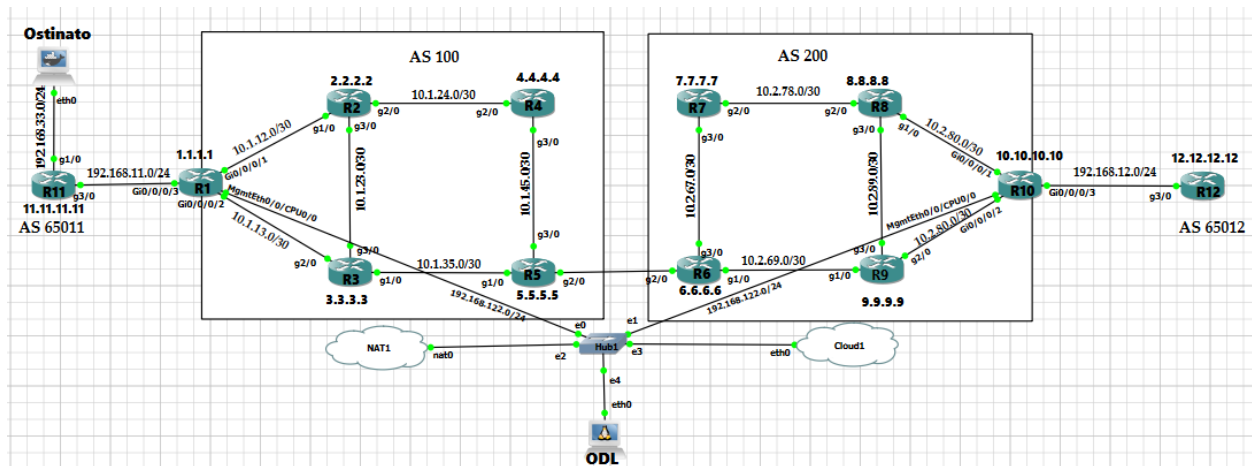 Ostinato
eth0
192.168.33.0/24
g1/0
R11
g3/0
11.11.11.11
AS 65011
192.168.11.0/24
Gi0/0/0/3
AS 100
1.1.1.1
R1
Gi0/0/0/1
Gi0/0/0/2
MgmtEth0/0/CPU0/0
10.1.12.0/30
10.1.13.0/30
2.2.2.2
R2
g1/0
g2/0
g3/0
10.1.24.0/30
4.4.4.4
g2/0
R4
g3/0
10.1.23.0/30
10.1.45.0/30
g3/0
g2/0
R3
g1/0
3.3.3.3
10.1.35.0/30
g3/0
g1/0
R5
g2/0
5.5.5.5
192.168.122.0/24
AS 200
7.7.7.7
R7
g2/0
g3/0
10.2.78.0/30
8.8.8.8
g2/0
R8
g3/0
g1/0
10.2.67.0/30
10.2.89.0/30
10.2.80.0/30
Gi0/0/0/1
10.10.10.10
R10
Gi0/0/0/3
Gi0/0/0/2
MgmtEth0/0/CPU0/0
10.2.80.0/30
g3/0
g2/0
R6
g1/0
6.6.6.6
10.2.69.0/30
g3/0
g1/0
R9
g2/0
9.9.9.9
192.168.122.0/24
192.168.12.0/24
12.12.12.12
g3/0
R12
AS 65012
NAT1
nat0
e0
e1
e2
Hub1
e3
eth0
Cloud1
e4
eth0
ODL